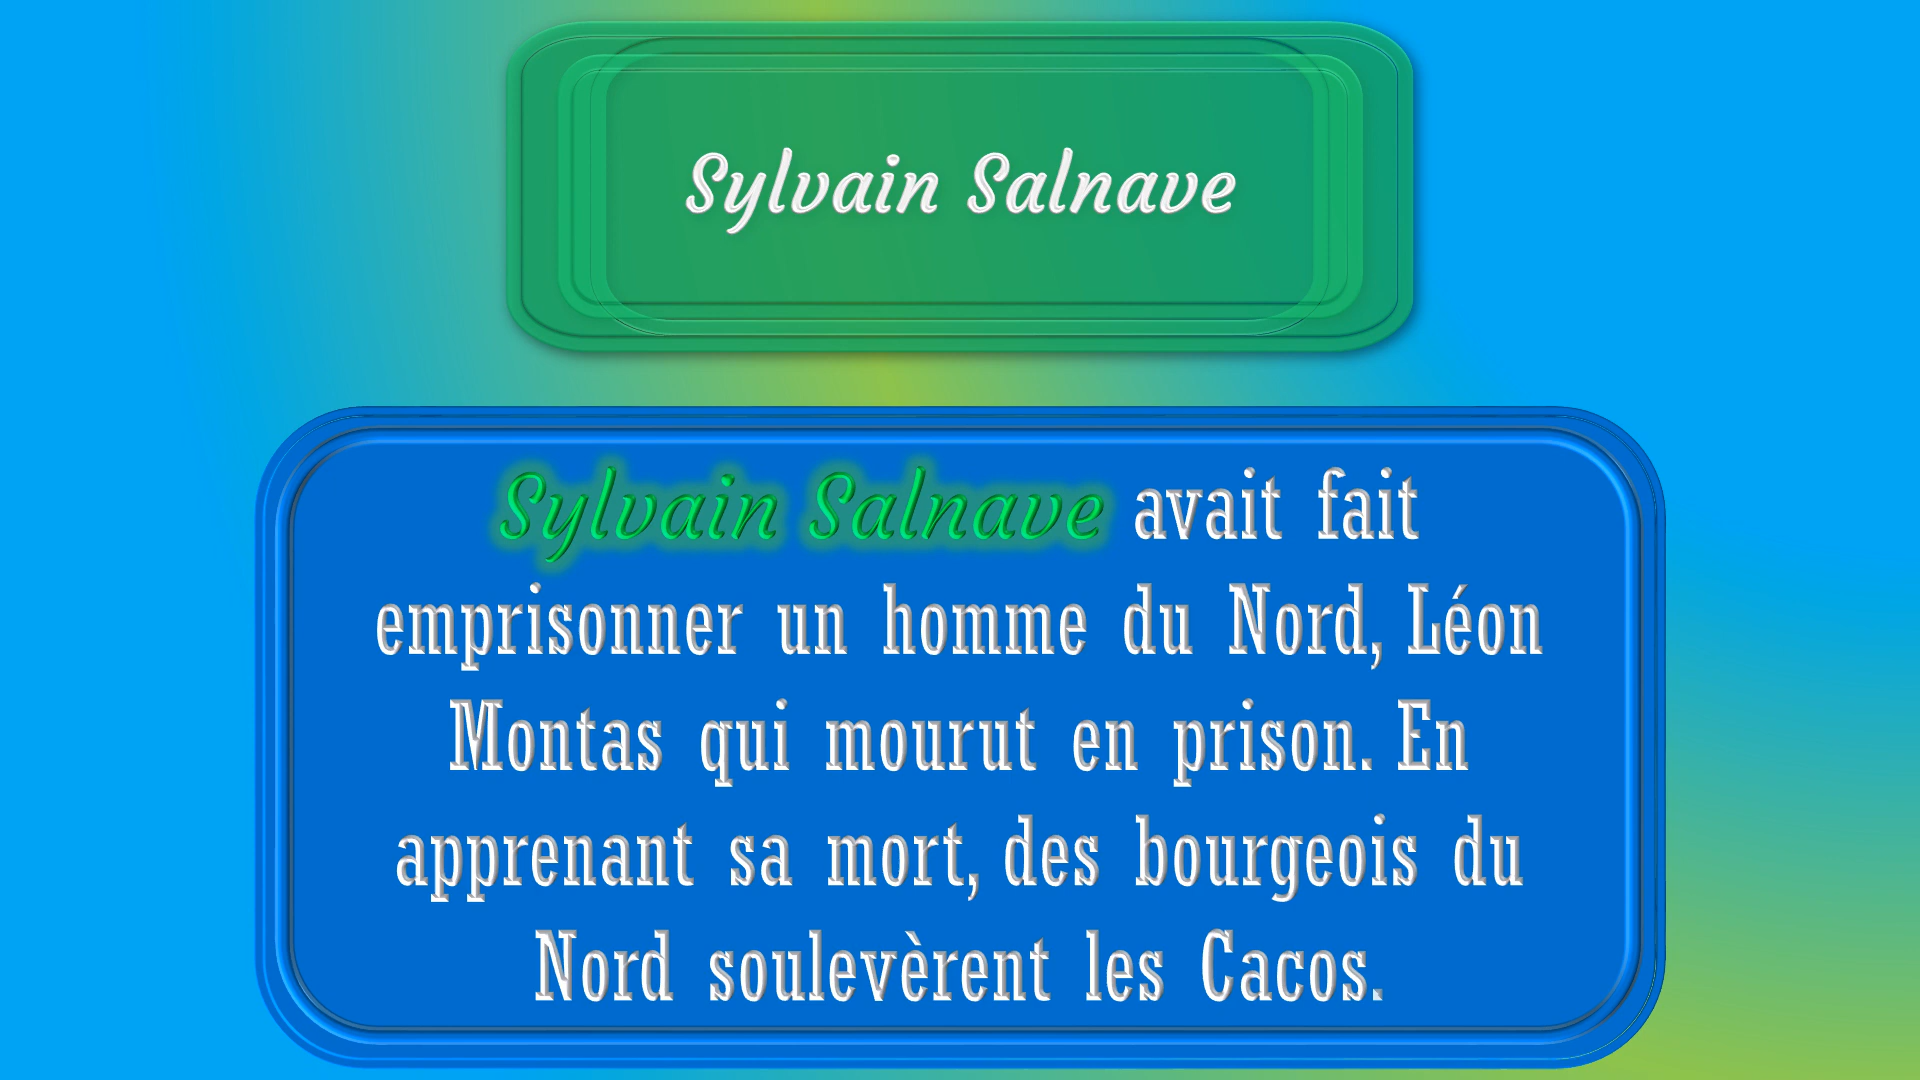 Sylvain Salnave
Sylvain Salnave avait fait
emprisonner un homme du Nord, Léon
Montas qui mourut en prison. En
apprenant sa mort, des bourgeois du
Nord soulevèrent les Cacos.